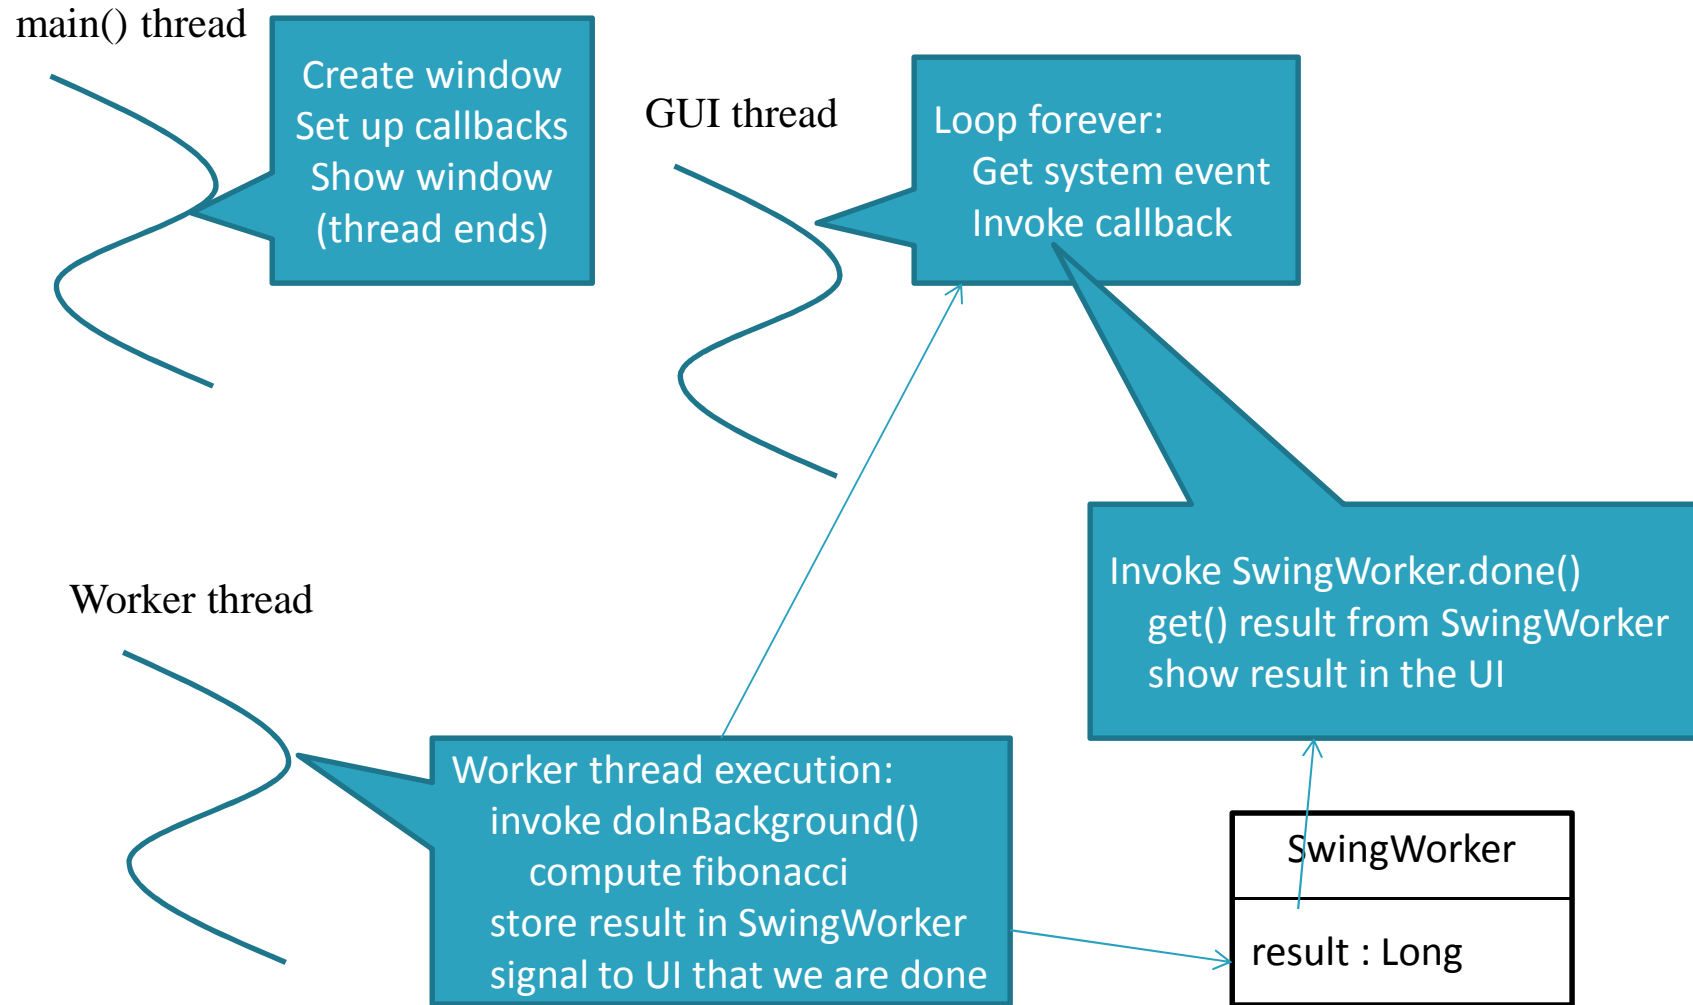 main() thread
Create window
Set up callbacks
Show window
(thread ends)
GUI thread
Loop forever:
Get system event
Invoke callback
Invoke SwingWorker.done()
get() result from SwingWorker
show result in the UI
Worker thread
Worker thread execution:
invoke doInBackground()
compute fibonacci
store result in SwingWorker
signal to UI that we are done
SwingWorker
result : Long